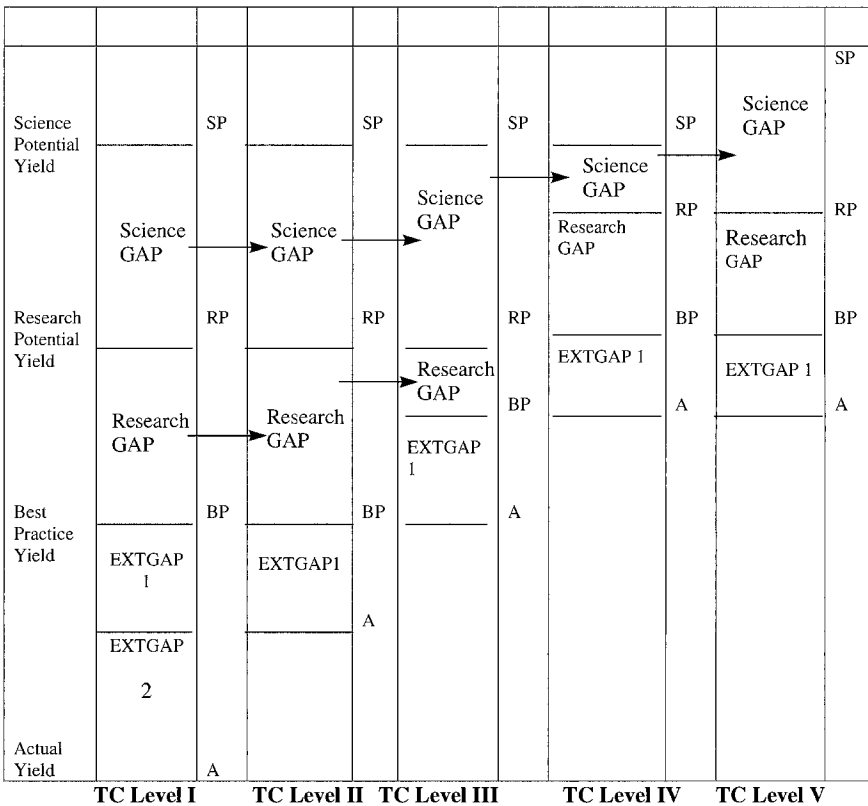 Science
Potential
Yield
Research
Potential
Yield
Best
Practice
Yield
Actual
Yield
Science
GAP
Research
GAP
EXTGAP
1
EXTGAP
2
SP
RP
BP
A
TC Level I
Science
GAP
Research
GAP
EXTGAP1
SP
RP
BP
A
TC Level II
Science
GAP
Research
GAP
EXTGAP
1
SP
RP
BP
A
TC Level III
Science
GAP
Research
GAP
EXTGAP 1
SP
RP
BP
A
TC Level IV
Science
GAP
Research
GAP
EXTGAP 1
SP
RP
BP
A
TC Level V